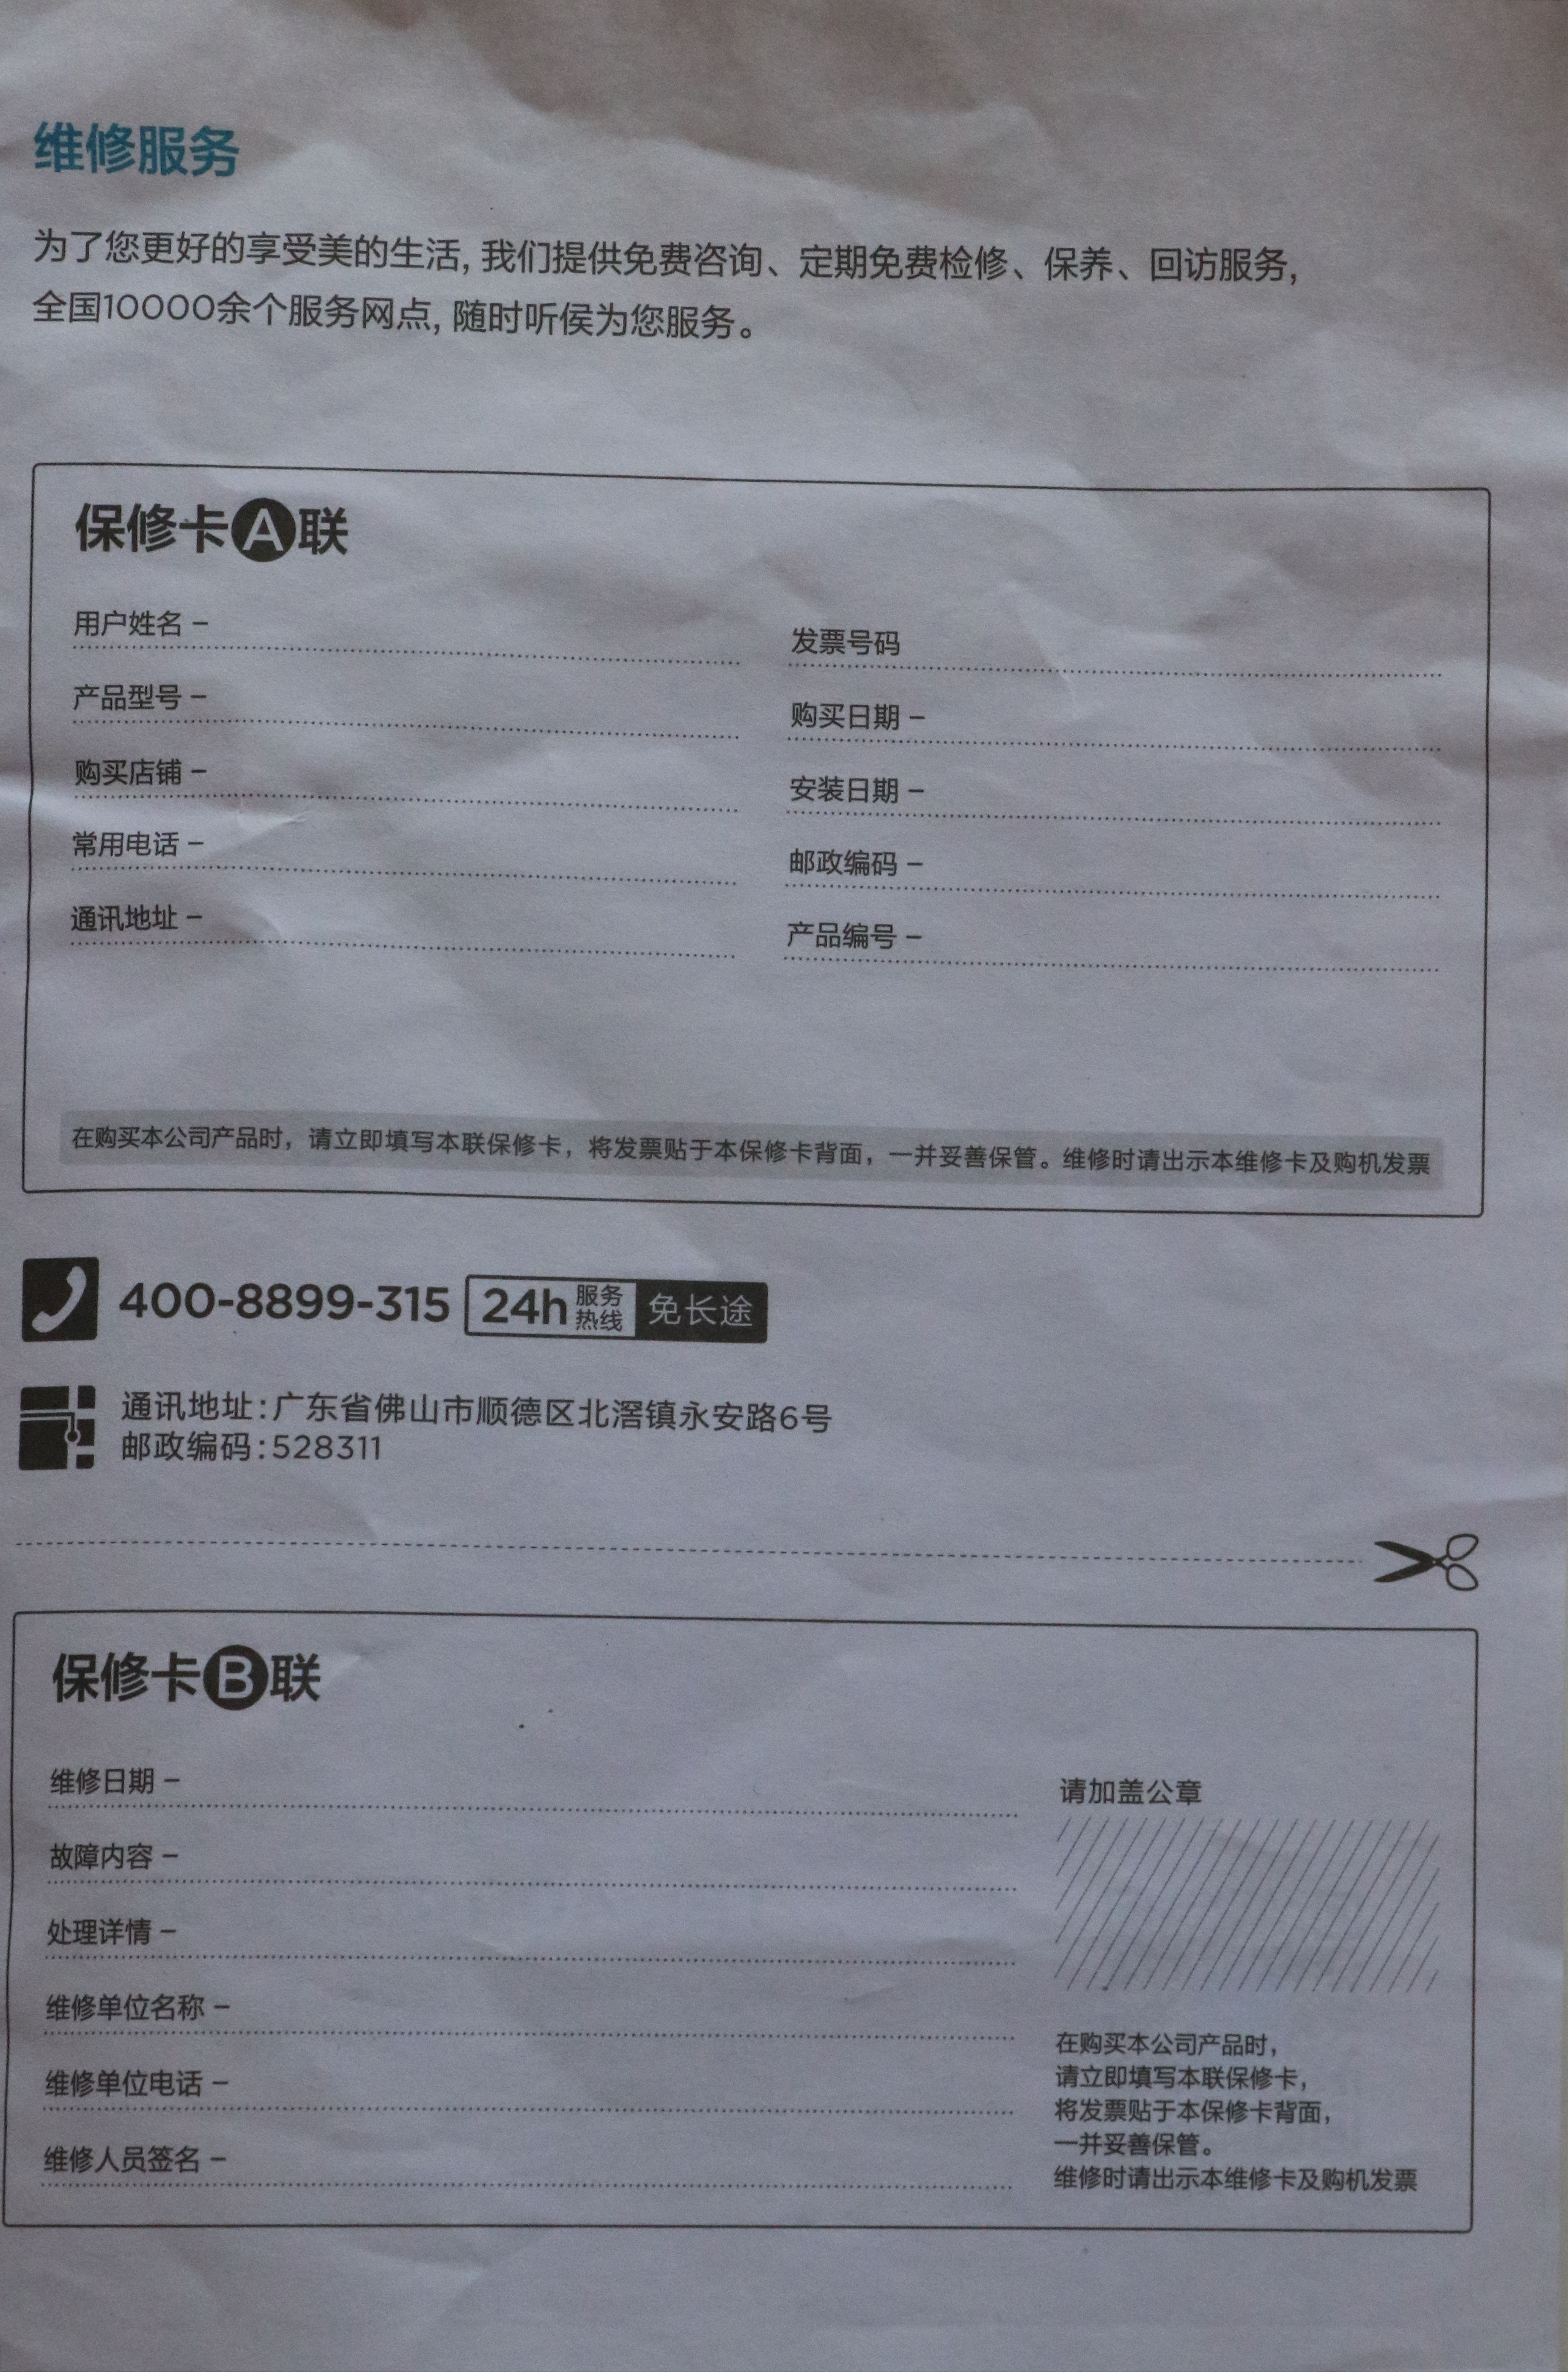 维修服务
为了您更好的享受美的生活, 我们提供免费咨询、定期免费检修、保养、回访服务,
全国10000余个服务网点, 随时听侯为您服务。
保修卡A联
用户姓名 –
发票号码
产品型号 –
购买日期 –
购买店铺 –
安装日期 –
常用电话 –
邮政编码 –
通讯地址 –
产品编号 –
在购买本公司产品时，请立即填写本联保修卡，将发票贴于本保修卡背面，一并妥善保管。维修时请出示本维修卡及购机发票
400-8899-315 24h 服务热线 免长途
通讯地址:广东省佛山市顺德区北滘镇永安路6号
邮政编码:528311
保修卡B联
维修日期 –
故障内容 –
处理详情 –
维修单位名称 –
维修单位电话 –
维修人员签名 –
请加盖公章
在购买本公司产品时，
请立即填写本联保修卡，
将发票贴于本保修卡背面，
一并妥善保管。
维修时请出示本维修卡及购机发票